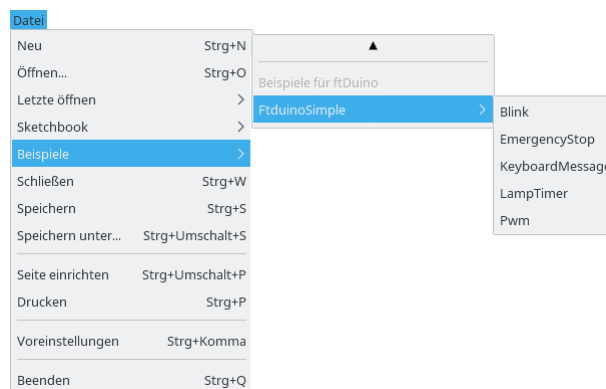 Datei
Neu Strg+N
Öffnen... Strg+O
Letzte öffnen
Sketchbook
Beispiele
Schließen Strg+W
Speichern Strg+S
Speichern unter... Strg+Umschalt+S
Seite einrichten Strg+Umschalt+P
Drucken Strg+P
Voreinstellungen Strg+Komma
Beenden Strg+Q
Beispiele für ftDuino
FtduinoSimple
Blink
EmergencyStop
KeyboardMessage
LampTimer
Pwm